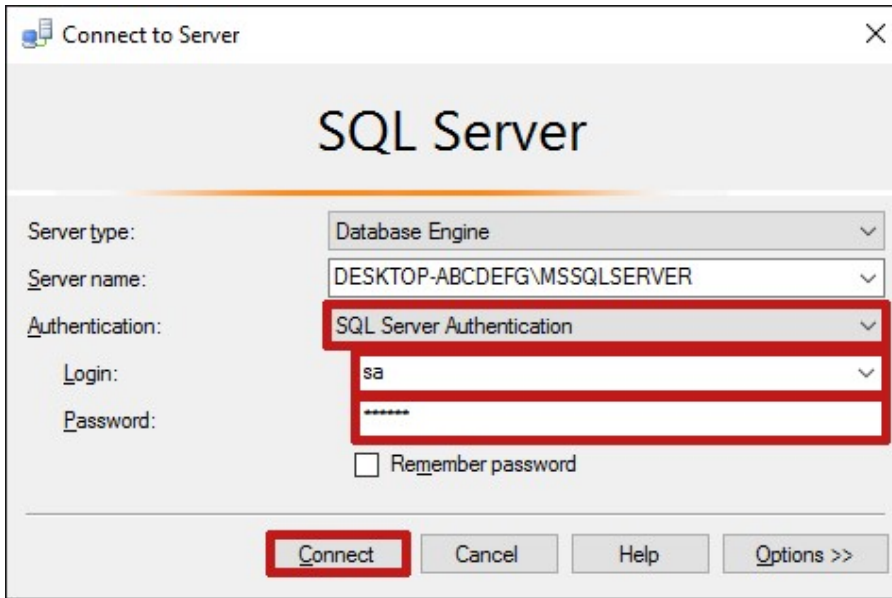 Connect to Server
SQL Server
Server type: Database Engine
Server name: DESKTOP-ABCDEFG\MSSQLSERVER
Authentication: SQL Server Authentication
Login: sa
Password: ******
Remember password
Connect Cancel Help Options >>